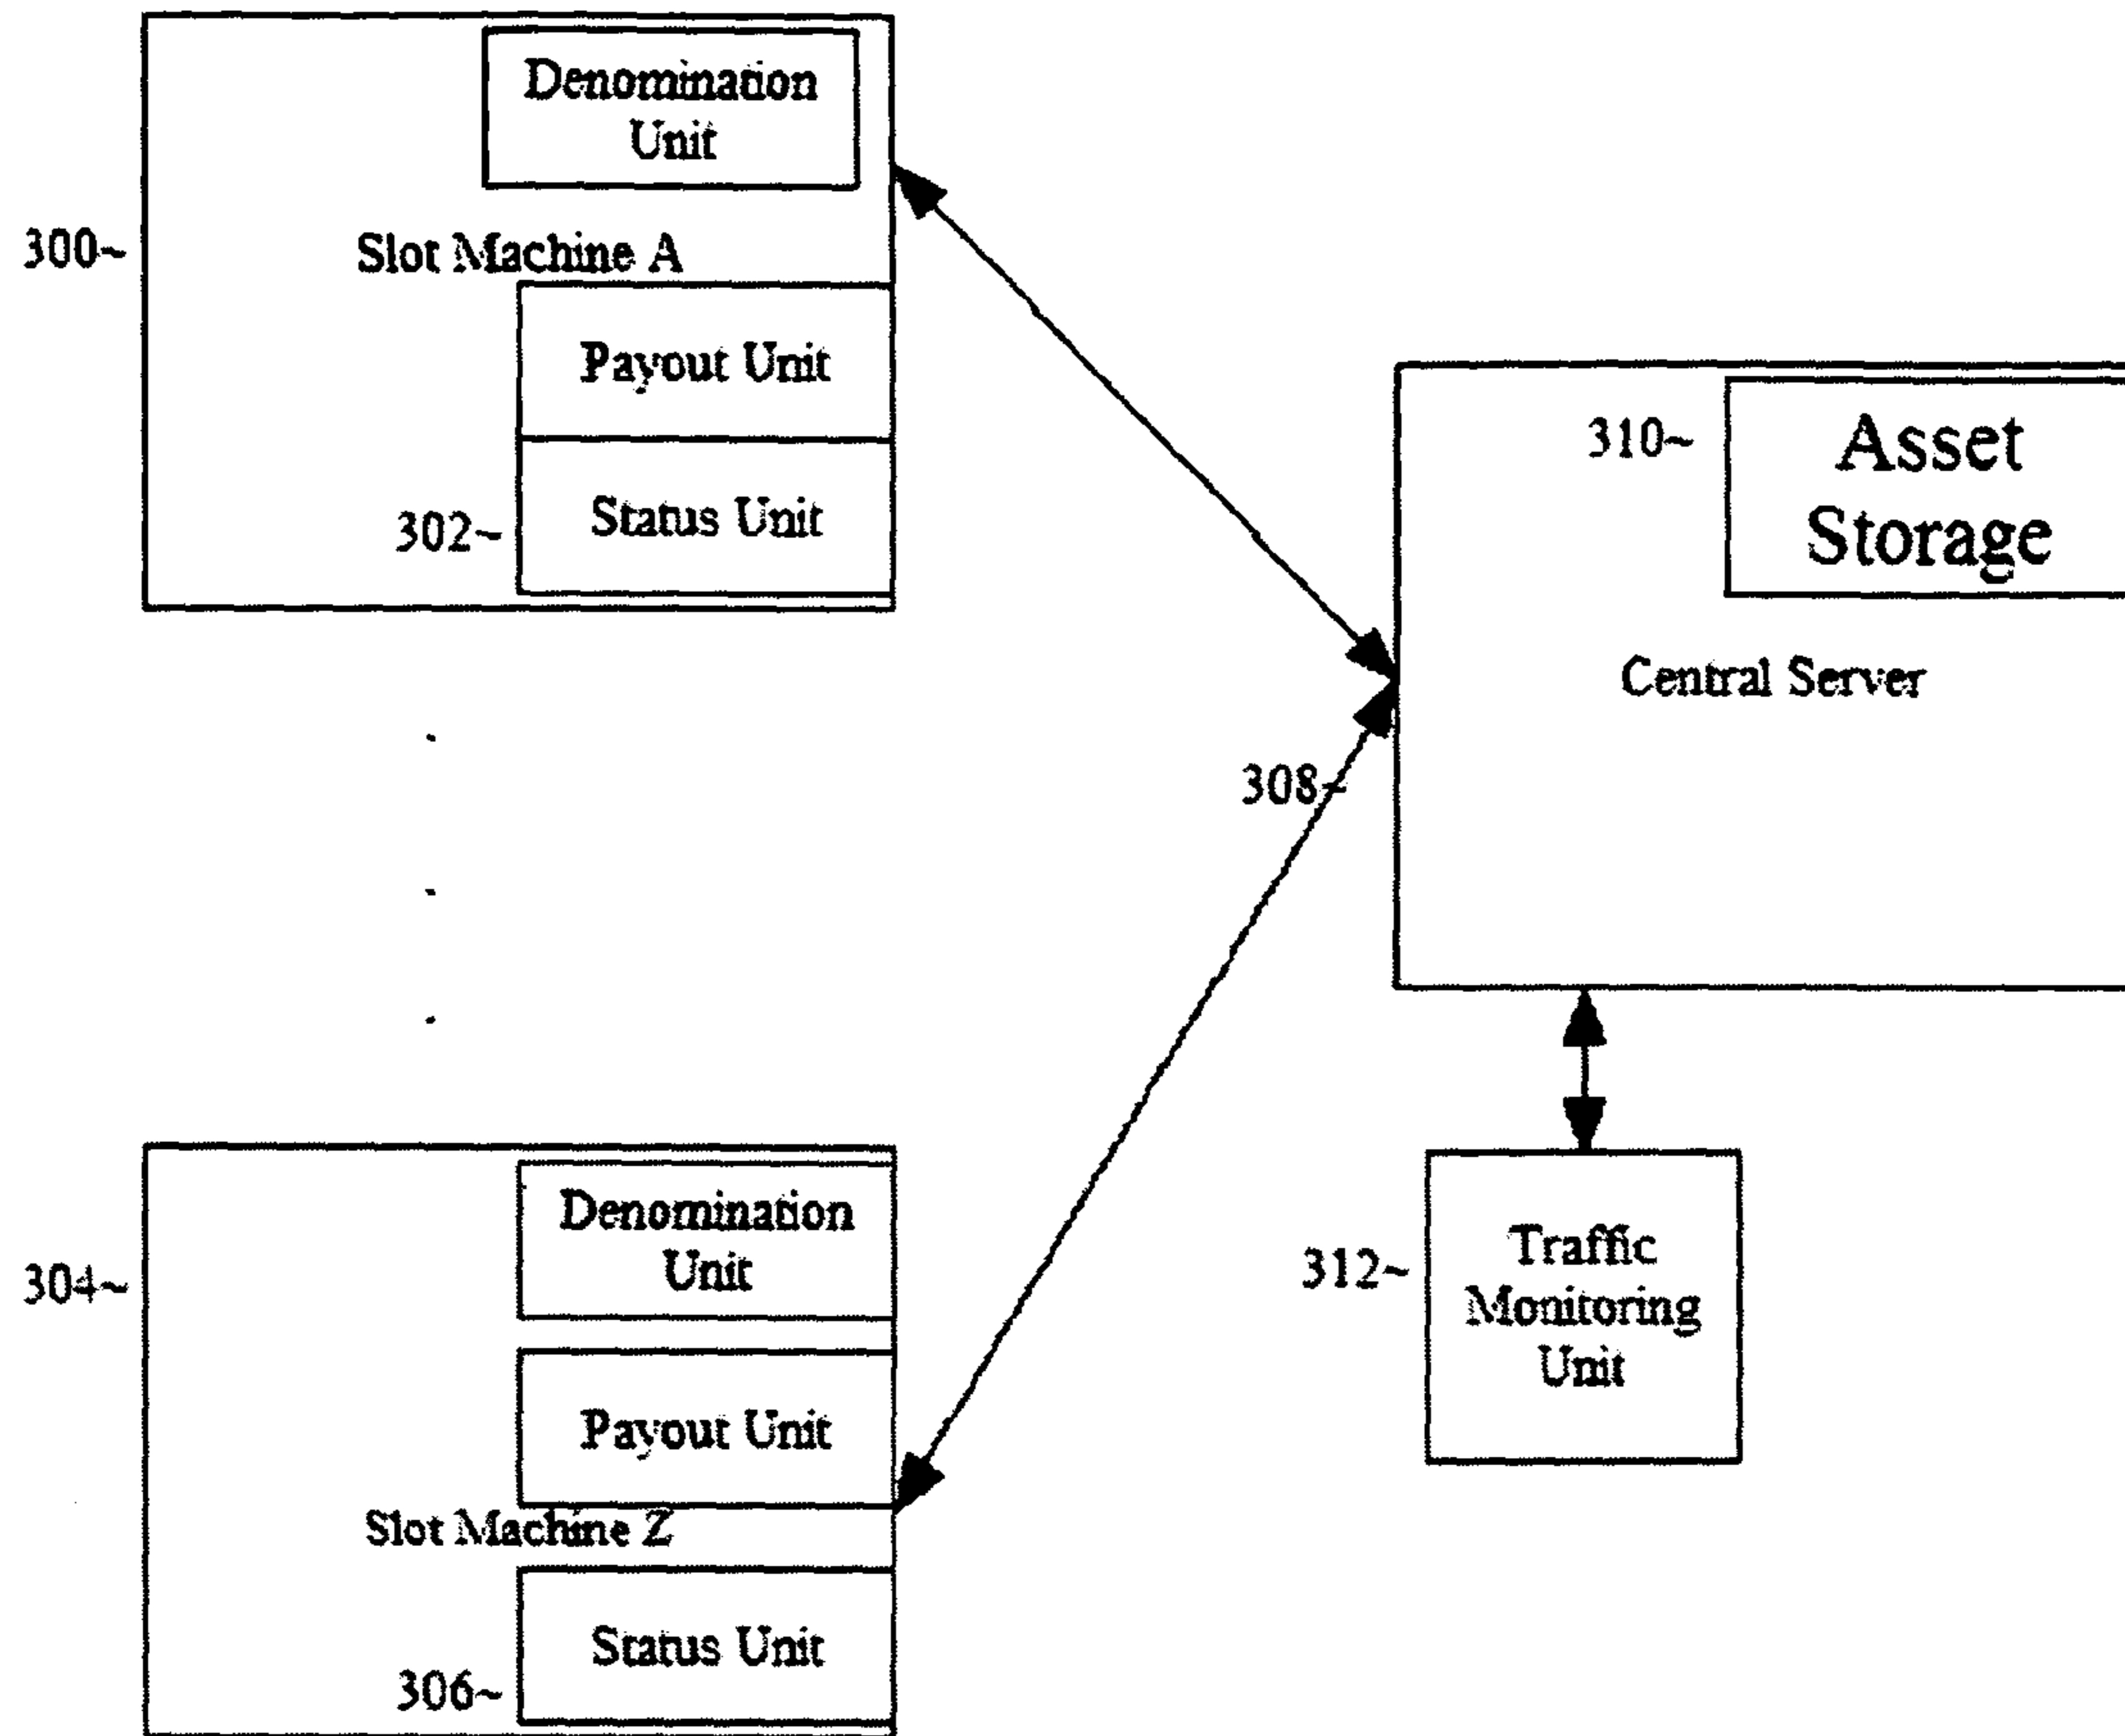 Denomination
Unit
300~
Slot Machine A
Payout Unit
302~
Status Unit
310~
Asset
Storage
Central Server
308~
Denomination
Unit
304~
Payout Unit
Slot Machine Z
306~
Status Unit
312~
Traffic
Monitoring
Unit